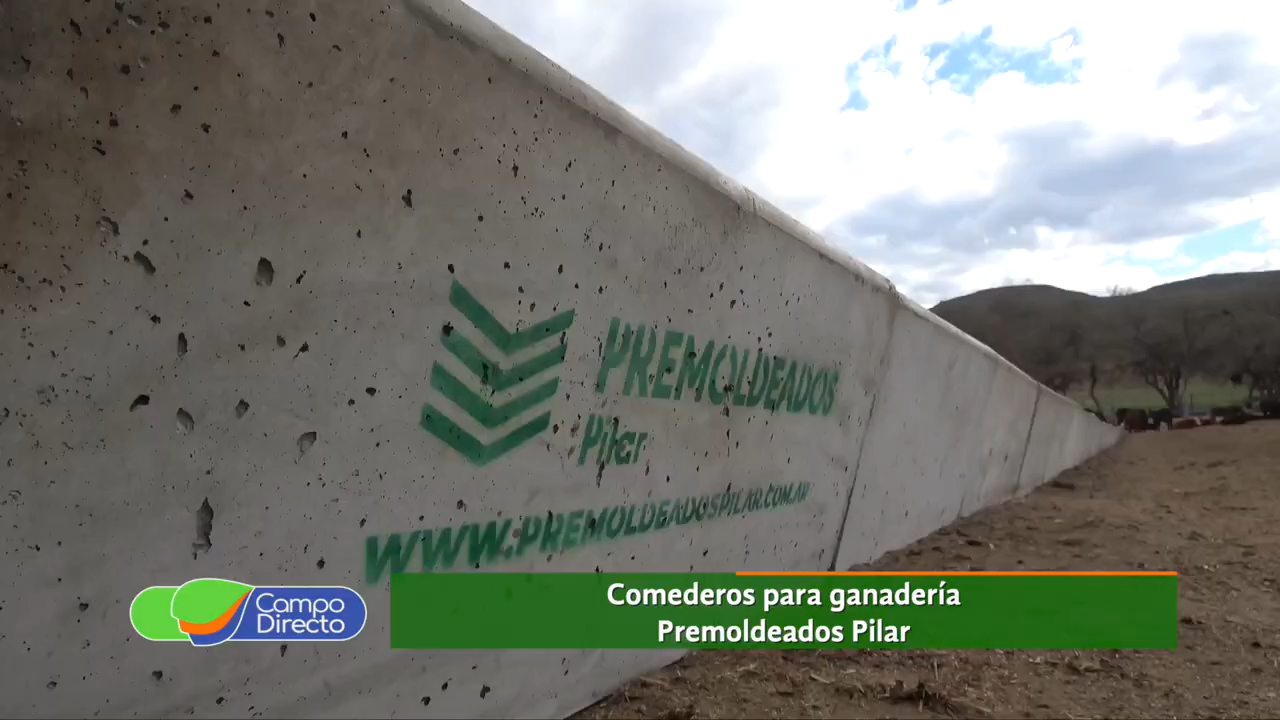 PREMOLDEADOS
Pilar
WWW.PREMOLDEADOSPILAR.COM.AR
Campo
Directo
Comederos para ganadería
Premoldeados Pilar